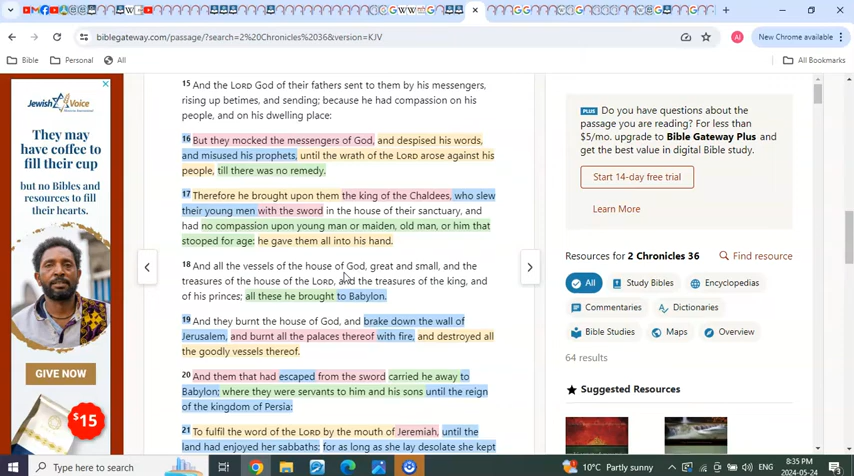 biblegateway.com/passage/?search=2%20Chronicles%2036&version=KJV
AI
New Chrome available
Bible
Personal
All
All Bookmarks
Jewish Voice
They may
have coffee to
fill their cup
but no Bibles and
resources to fill
their hearts.
GIVE NOW
$15
15 And the LORD God of their fathers sent to them by his messengers,
rising up betimes, and sending; because he had compassion on his
people, and on his dwelling place:
16 But they mocked the messengers of God, and despised his words,
and misused his prophets, until the wrath of the LORD arose against his
people, till there was no remedy.
17 Therefore he brought upon them the king of the Chaldees, who slew
their young men with the sword in the house of their sanctuary, and
had no compassion upon young man or maiden, old man, or him that
stooped for age: he gave them all into his hand.
18 And all the vessels of the house of God, great and small, and the
treasures of the house of the LORD, and the treasures of the king, and
of his princes; all these he brought to Babylon.
19 And they burnt the house of God, and brake down the wall of
Jerusalem, and burnt all the palaces thereof with fire, and destroyed all
the goodly vessels thereof.
20 And them that had escaped from the sword carried he away to
Babylon; where they were servants to him and his sons until the reign
of the kingdom of Persia:
21 To fulfil the word of the LORD by the mouth of Jeremiah, until the
land had enjoyed her sabbaths: for as long as she lay desolate she kept
PLUS Do you have questions about the
passage you are reading? For less than
$5/mo. upgrade to Bible Gateway Plus and
get the best value in digital Bible study.
Start 14-day free trial
Learn More
Resources for 2 Chronicles 36
Find resource
All
Study Bibles
Encyclopedias
Commentaries
Dictionaries
Bible Studies
Maps
Overview
64 results
Suggested Resources
Type here to search
10°C Partly sunny
ENG
8:35 PM
2024-05-24